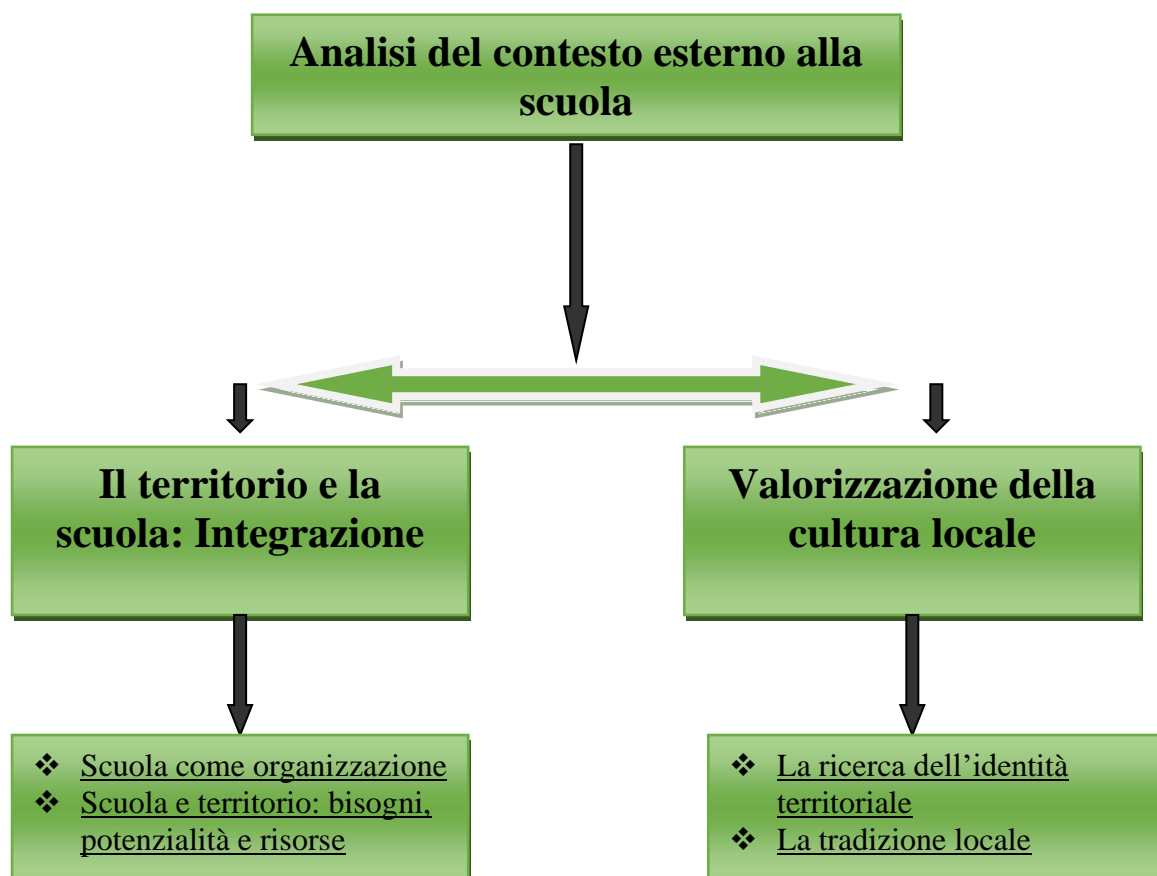 Analisi del contesto esterno alla
scuola
Il territorio e la
scuola: Integrazione
Valorizzazione della
cultura locale
❖ Scuola come organizzazione
❖ Scuola e territorio: bisogni,
potenzialità e risorse
❖ La ricerca dell’identità
territoriale
❖ La tradizione locale